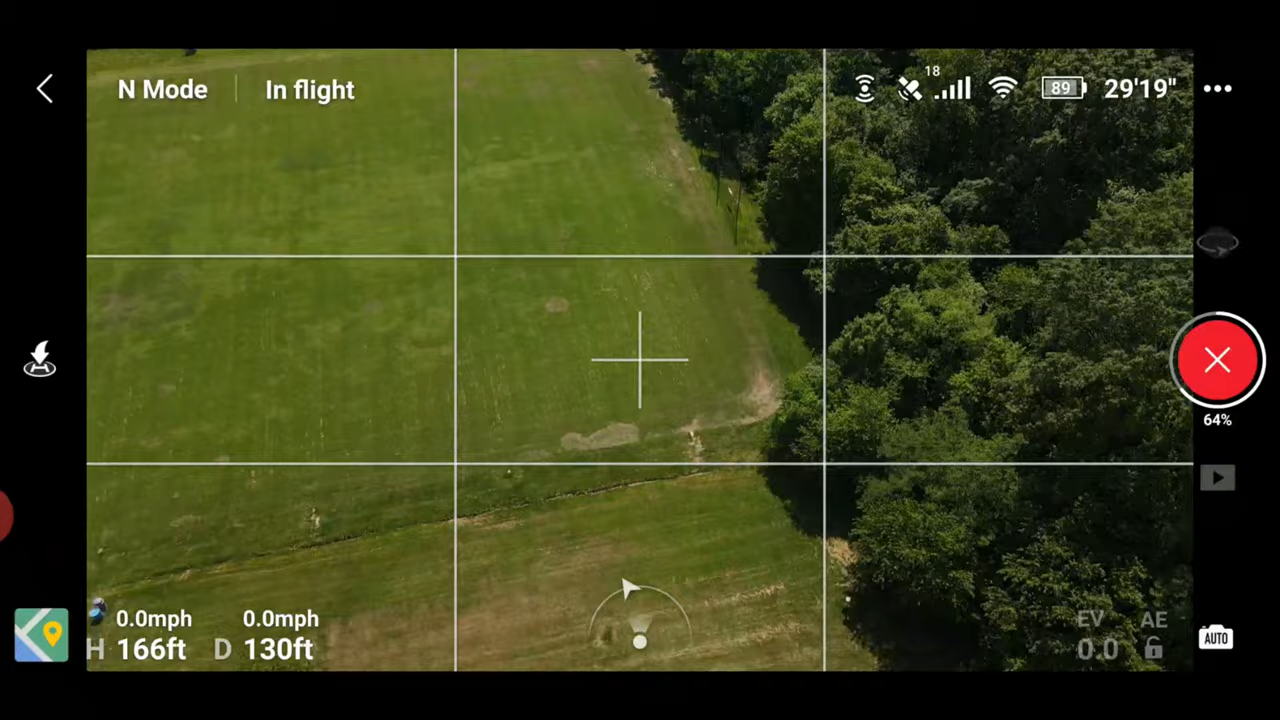 N Mode In flight 18 89 29'19"
64%
0.0mph 0.0mph EV AE
H 166ft D 130ft 0.0
AUTO